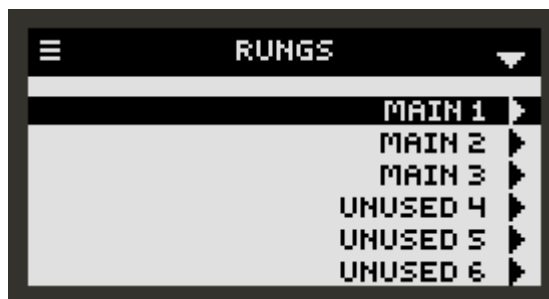 RUNGS
MAIN 1
MAIN 2
MAIN 3
UNUSED 4
UNUSED 5
UNUSED 6